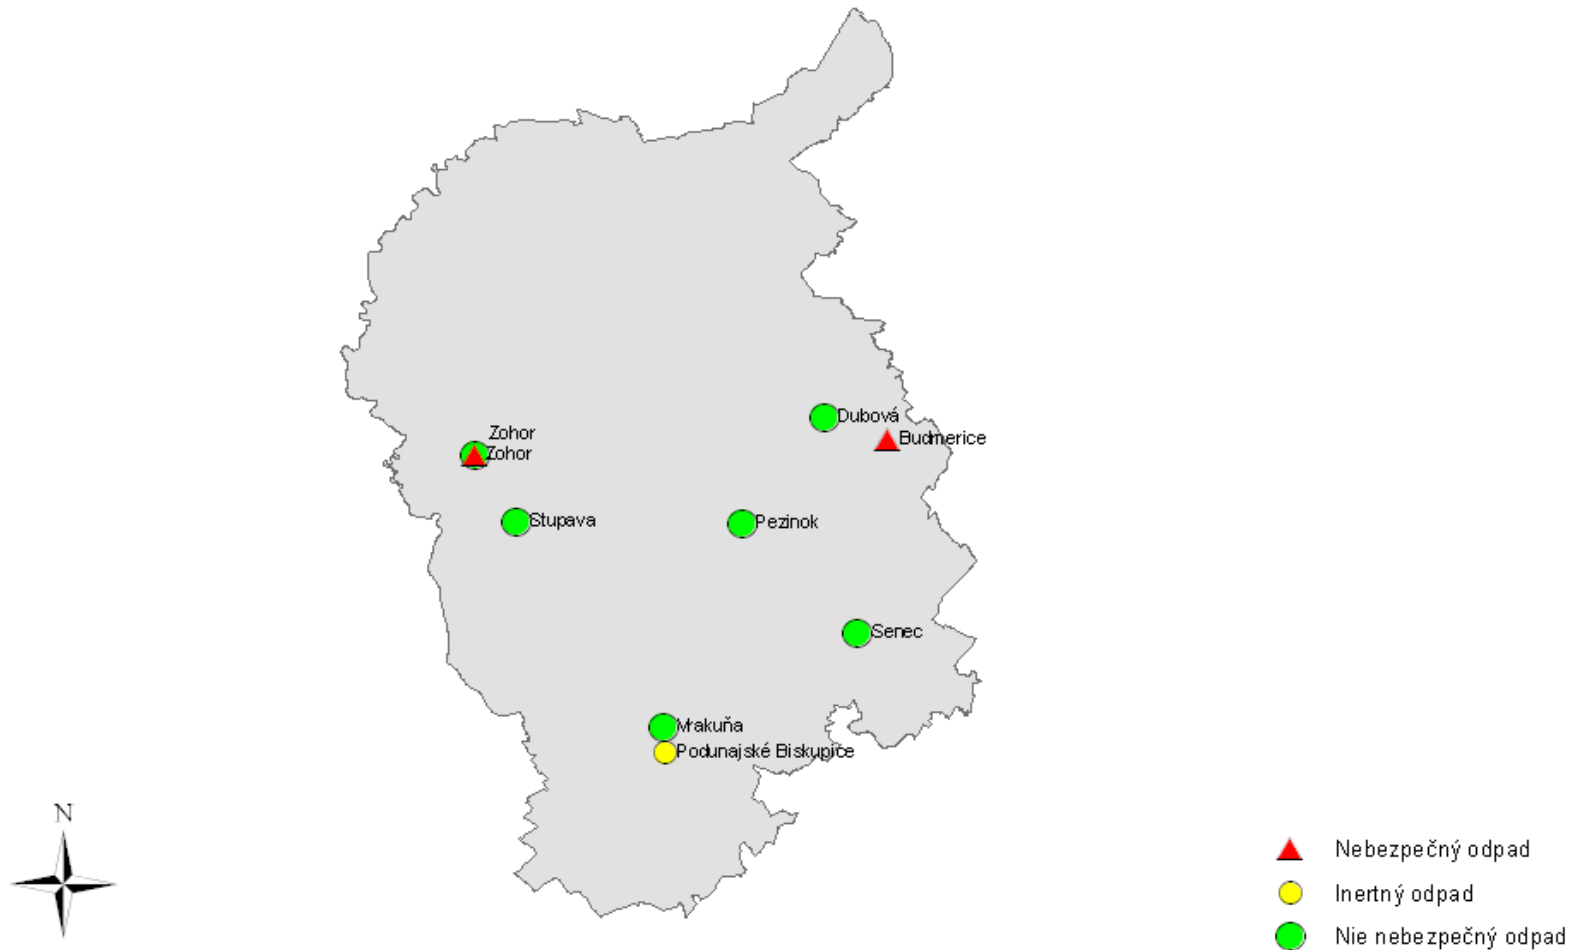 Dubová
Zohor
Budmerice
Zohor
Stupava
Pezinok
Senec
Vrakuňa
Podunajské Biskupice
N
Nebezpečný odpad
Inertný odpad
Nie nebezpečný odpad